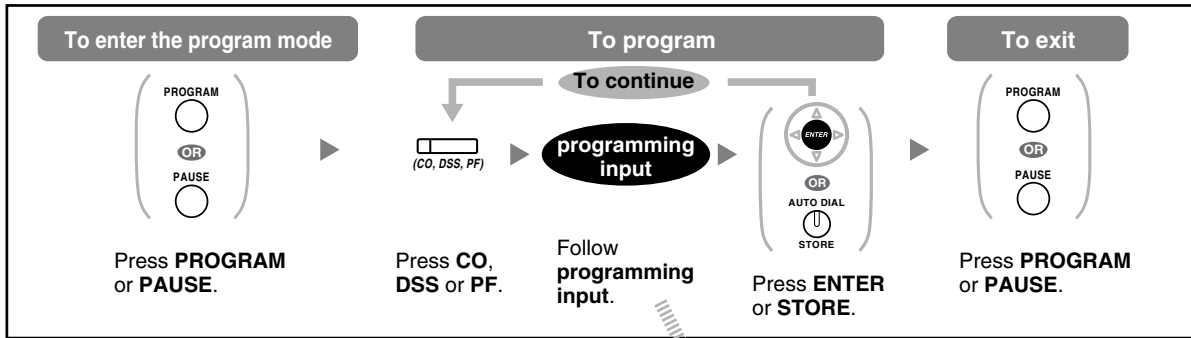 To enter the program mode
PROGRAM
OR
PAUSE
Press PROGRAM
or PAUSE.
To program
To continue
(CO, DSS, PF)
Press CO,
DSS or PF.
programming
input
Follow
programming
input.
ENTER
OR
AUTO DIAL
STORE
Press ENTER
or STORE.
To exit
PROGRAM
OR
PAUSE
Press PROGRAM
or PAUSE.